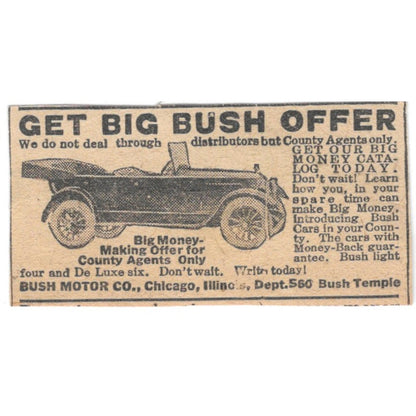 GET BIG BUSH OFFER
We do not deal through distributors but County Agents only.
GET OUR BIG
MONEY CATA-
LOG TODAY.
Don't wait! Learn
how you, in your
spare time can
make Big Money,
Introducing Bush
Cars in your Coun-
ty. The cars with
Money-Back guar-
antee. Bush light
Big Money-
Making Offer for
County Agents Only
four and De Luxe six. Don't wait. Write today!
BUSH MOTOR CO., Chicago, Illinois, Dept. 560 Bush Temple